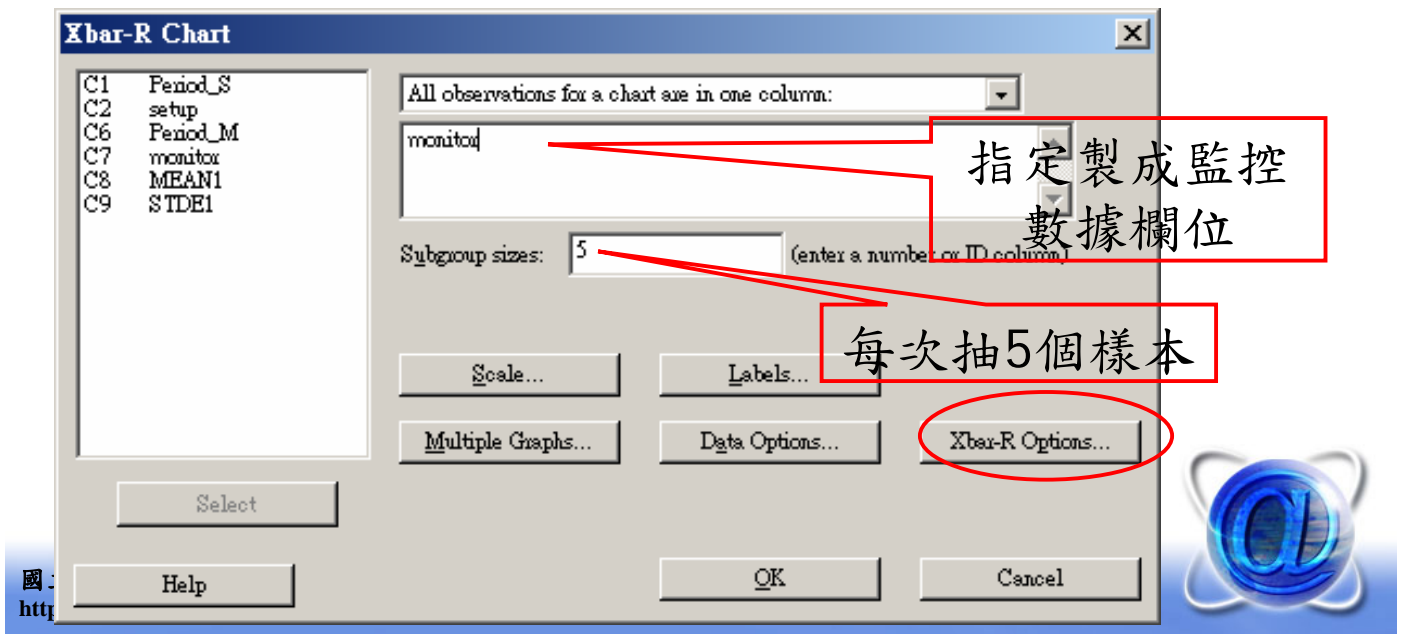 Xbar-R Chart
C1 Period_S
C2 setup
C6 Period_M
C7 monitor
C8 MEAN1
C9 STDE1
All observations for a chart are in one column:
monitor
指定製成監控
數據欄位
Subgroup sizes: 5 (enter a number or ID column)
每次抽5個樣本
Scale... Labels...
Multiple Graphs... Data Options... Xbar-R Options...
Select
Help OK Cancel
國
http
@